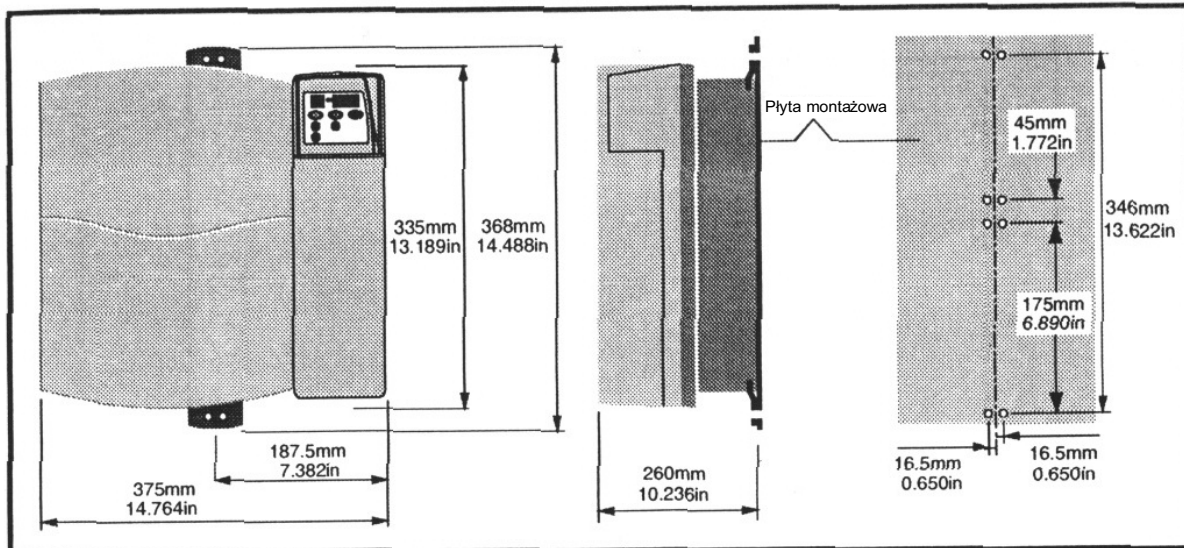 335mm
13.189in
368mm
14.488in
187.5mm
7.382in
375mm
14.764in
260mm
10.236in
Płyta montażowa
45mm
1.772in
346mm
13.622in
175mm
6.890in
16.5mm
0.650in
16.5mm
0.650in